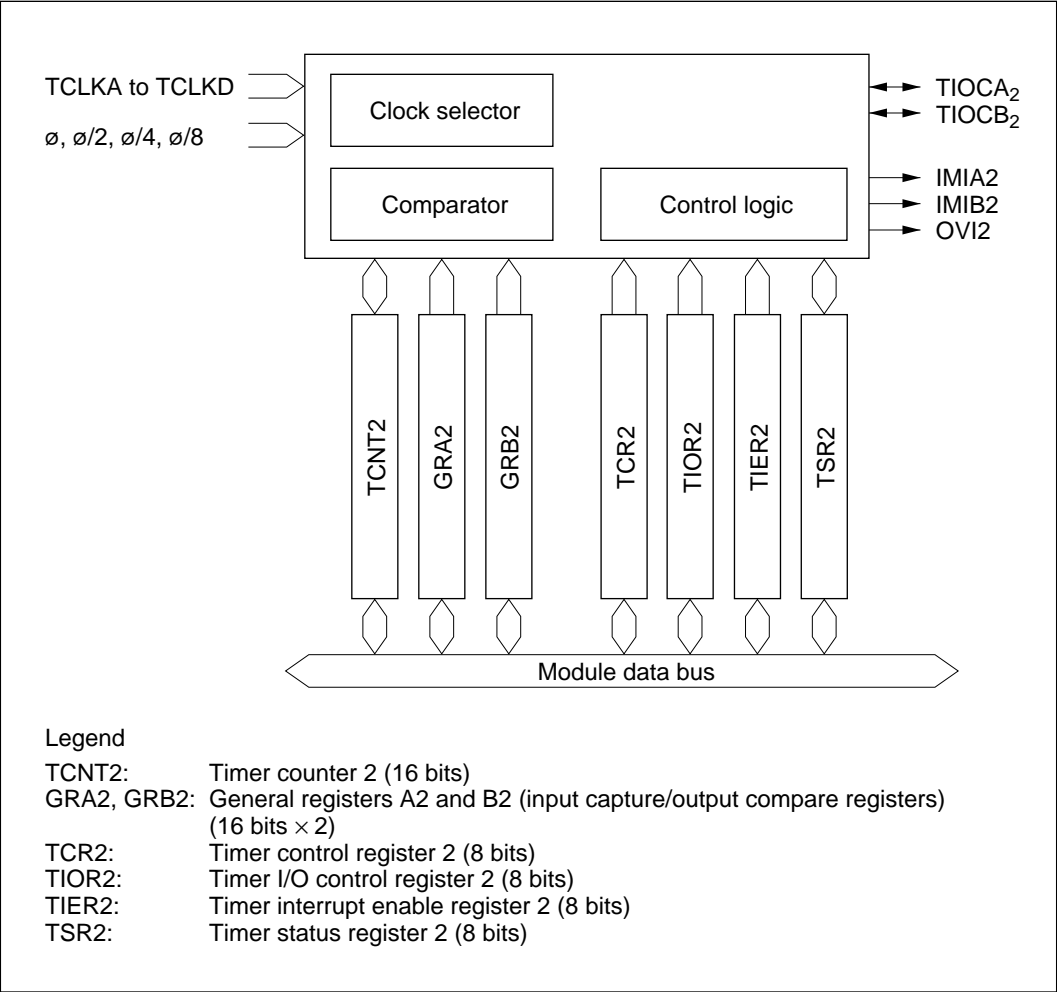 TCLKA to TCLKD
ø, ø/2, ø/4, ø/8
Clock selector
Comparator
Control logic
TIOCA₂
TIOCB₂
IMIA2
IMIB2
OVI2
TCNT2
GRA2
GRB2
TCR2
TIOR2
TIER2
TSR2
Module data bus
Legend
TCNT2: Timer counter 2 (16 bits)
GRA2, GRB2: General registers A2 and B2 (input capture/output compare registers)
(16 bits × 2)
TCR2: Timer control register 2 (8 bits)
TIOR2: Timer I/O control register 2 (8 bits)
TIER2: Timer interrupt enable register 2 (8 bits)
TSR2: Timer status register 2 (8 bits)